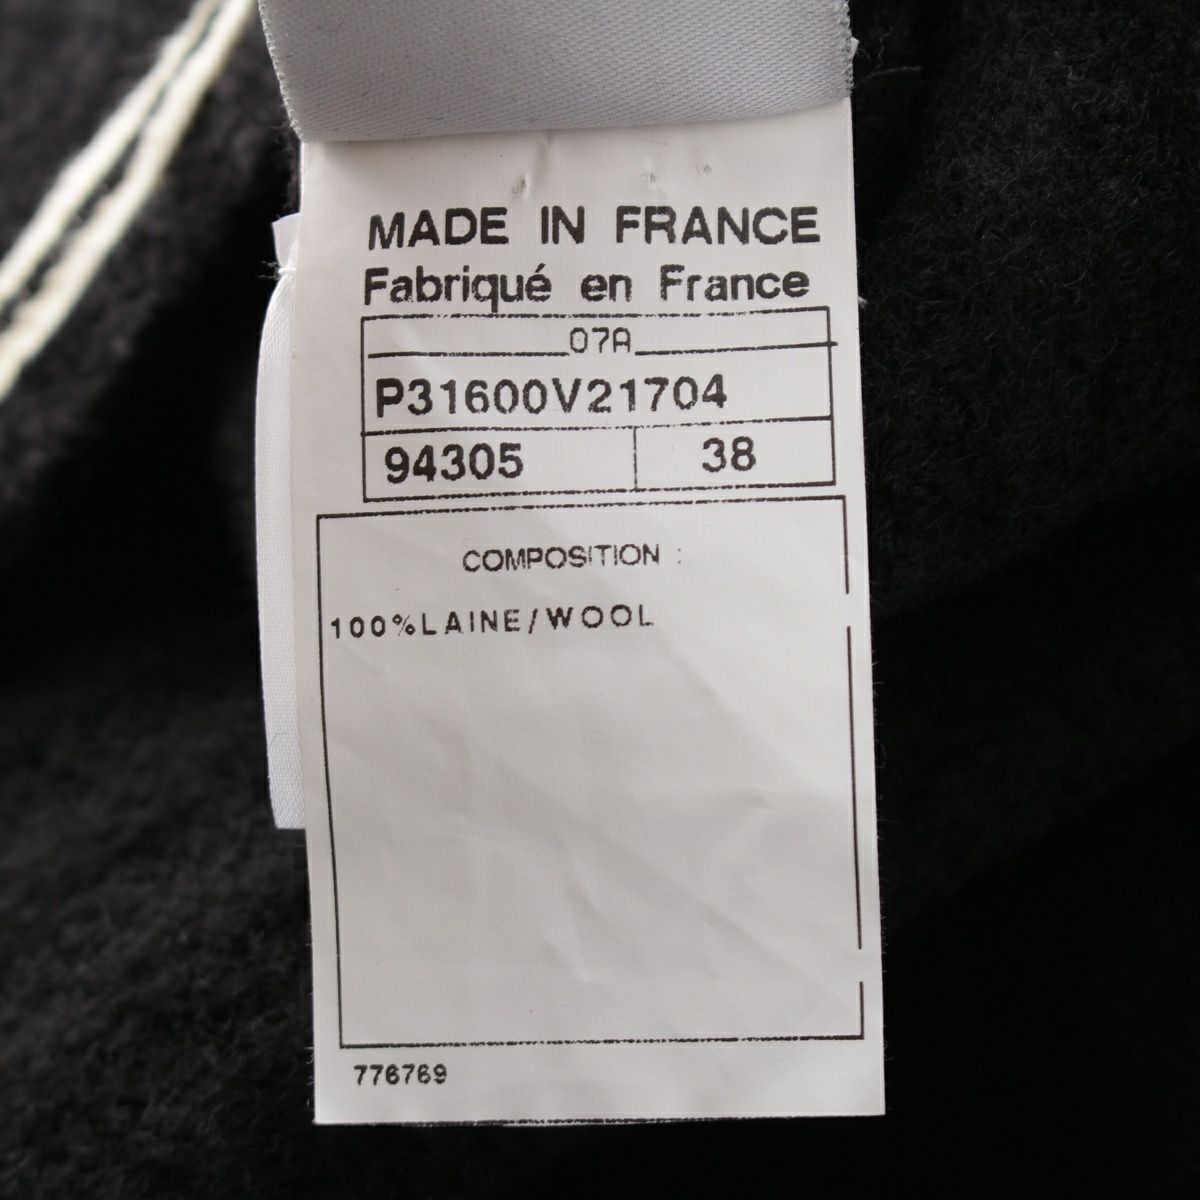 MADE IN FRANCE
Fabriqué en France
07A
P31600V21704
94305 38
COMPOSITION :
100%LAINE/WOOL
776769